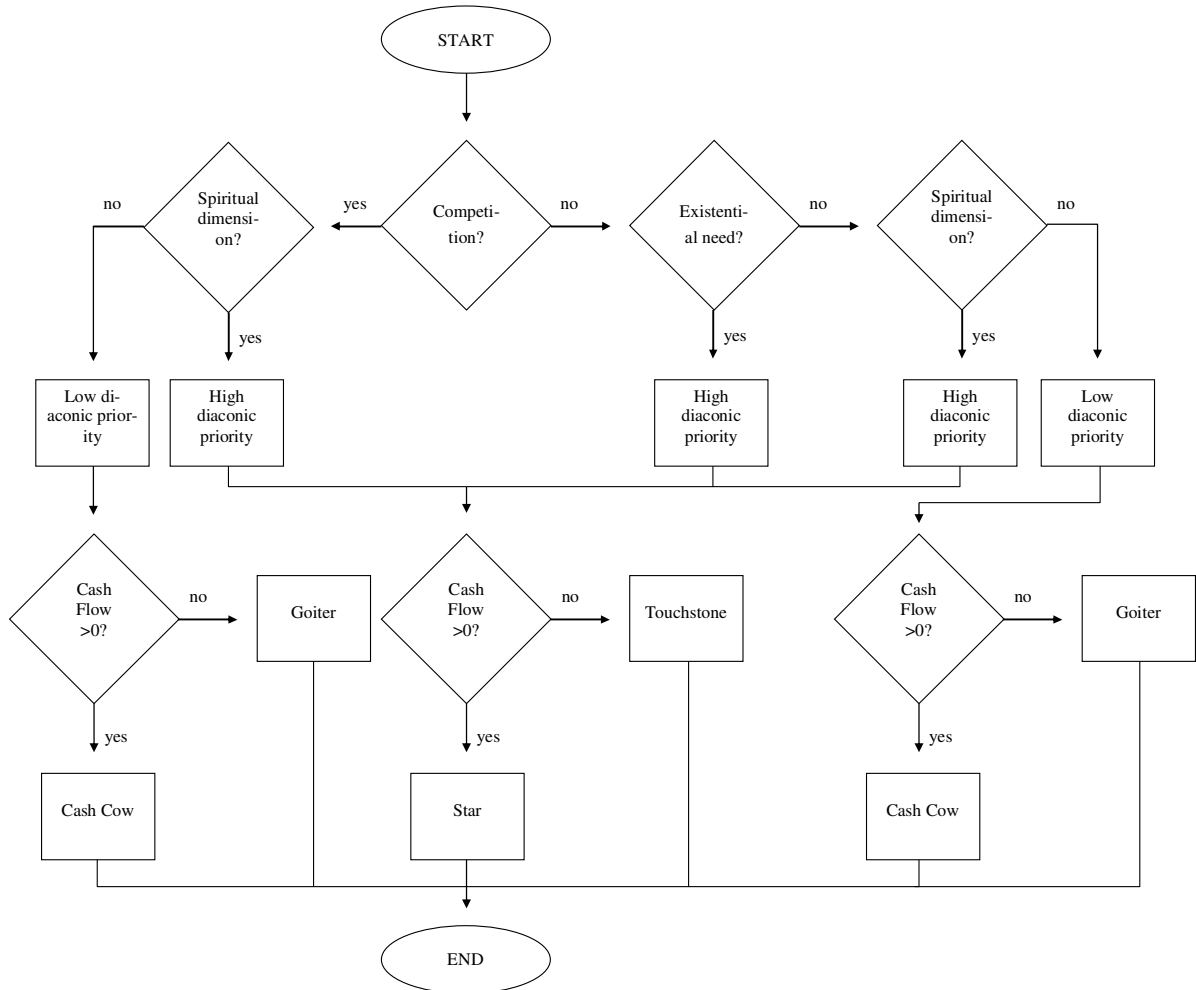 START
no
Spiritual
dimensi-
on?
yes
Competi-
tion?
no
Existenti-
al need?
no
Spiritual
dimensi-
on?
no
yes
yes
yes
Low di-
aconic prior-
ity
High
diaconic
priority
High
diaconic
priority
High
diaconic
priority
Low
diaconic
priority
Cash
Flow
>0?
no
Goiter
Cash
Flow
>0?
no
Touchstone
Cash
Flow
>0?
no
Goiter
yes
yes
yes
Cash Cow
Star
Cash Cow
END